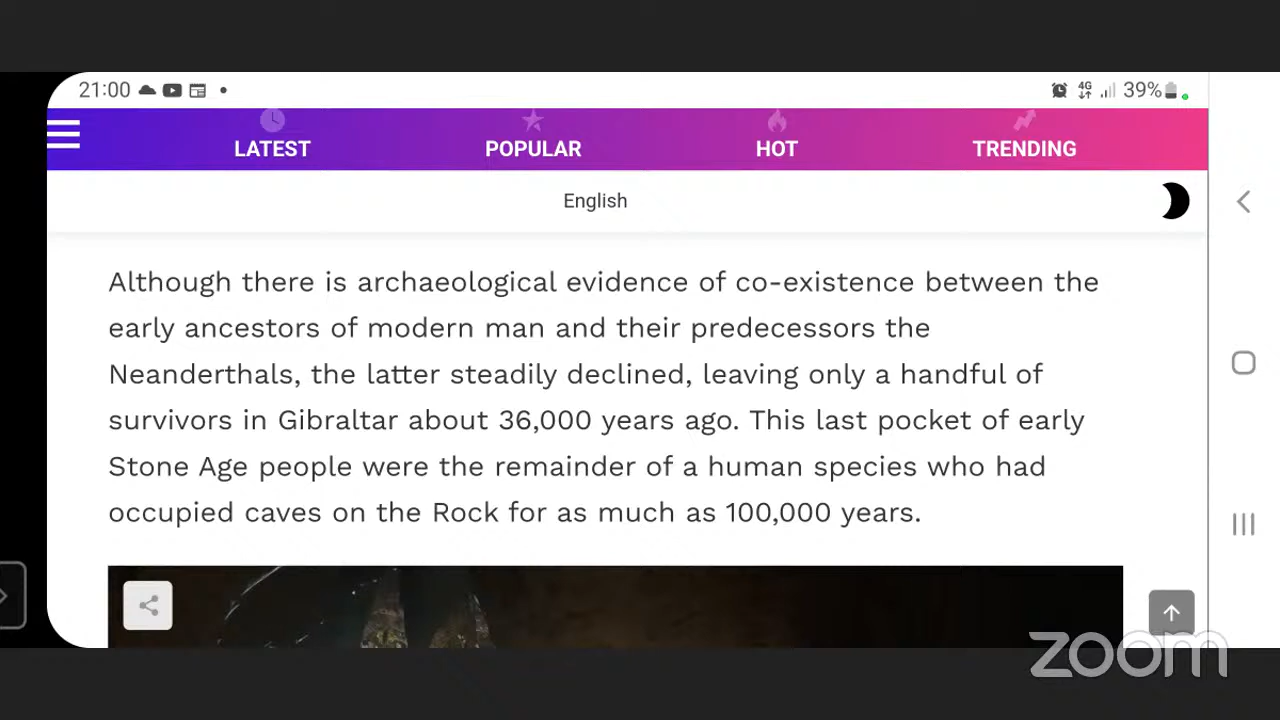 21:00 4G 39%
LATEST POPULAR HOT TRENDING
English
Although there is archaeological evidence of co-existence between the
early ancestors of modern man and their predecessors the
Neanderthals, the latter steadily declined, leaving only a handful of
survivors in Gibraltar about 36,000 years ago. This last pocket of early
Stone Age people were the remainder of a human species who had
occupied caves on the Rock for as much as 100,000 years.
zoom